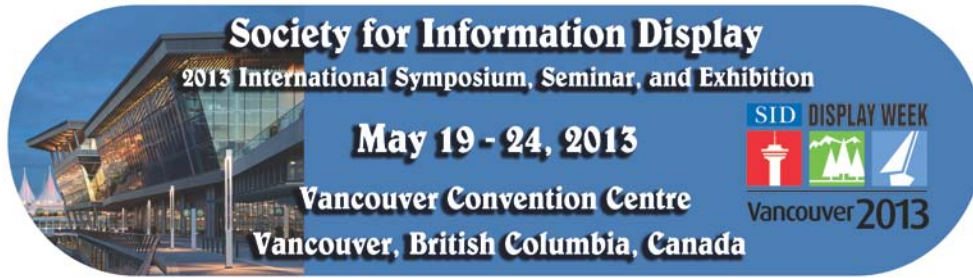 Society for Information Display
2013 International Symposium, Seminar, and Exhibition
May 19 - 24, 2013
Vancouver Convention Centre
Vancouver, British Columbia, Canada
SID DISPLAY WEEK
Vancouver 2013